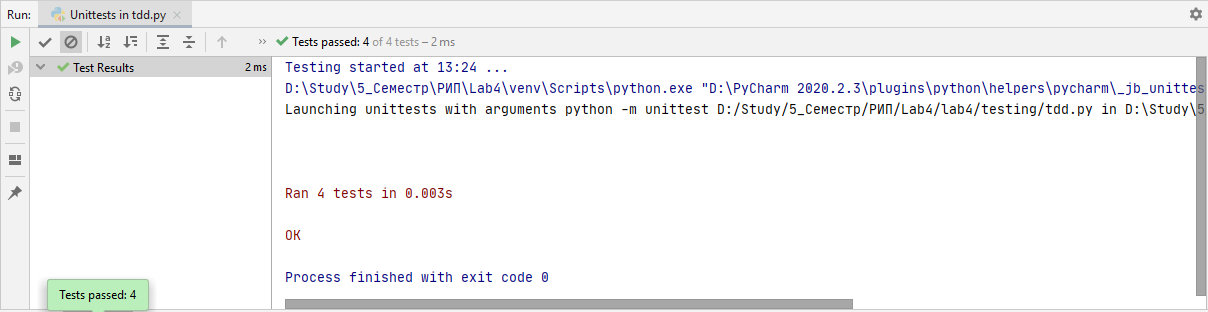 Run: Unittests in tdd.py
Tests passed: 4 of 4 tests – 2 ms
Test Results 2 ms
Testing started at 13:24 ...
D:\Study\5_Семестр\РИП\Lab4\venv\Scripts\python.exe "D:\PyCharm 2020.2.3\plugins\python\helpers\pycharm\_jb_unittes
Launching unittests with arguments python -m unittest D:/Study/5_Семестр/РИП/Lab4/lab4/testing/tdd.py in D:\Study\5
Ran 4 tests in 0.003s
OK
Process finished with exit code 0
Tests passed: 4